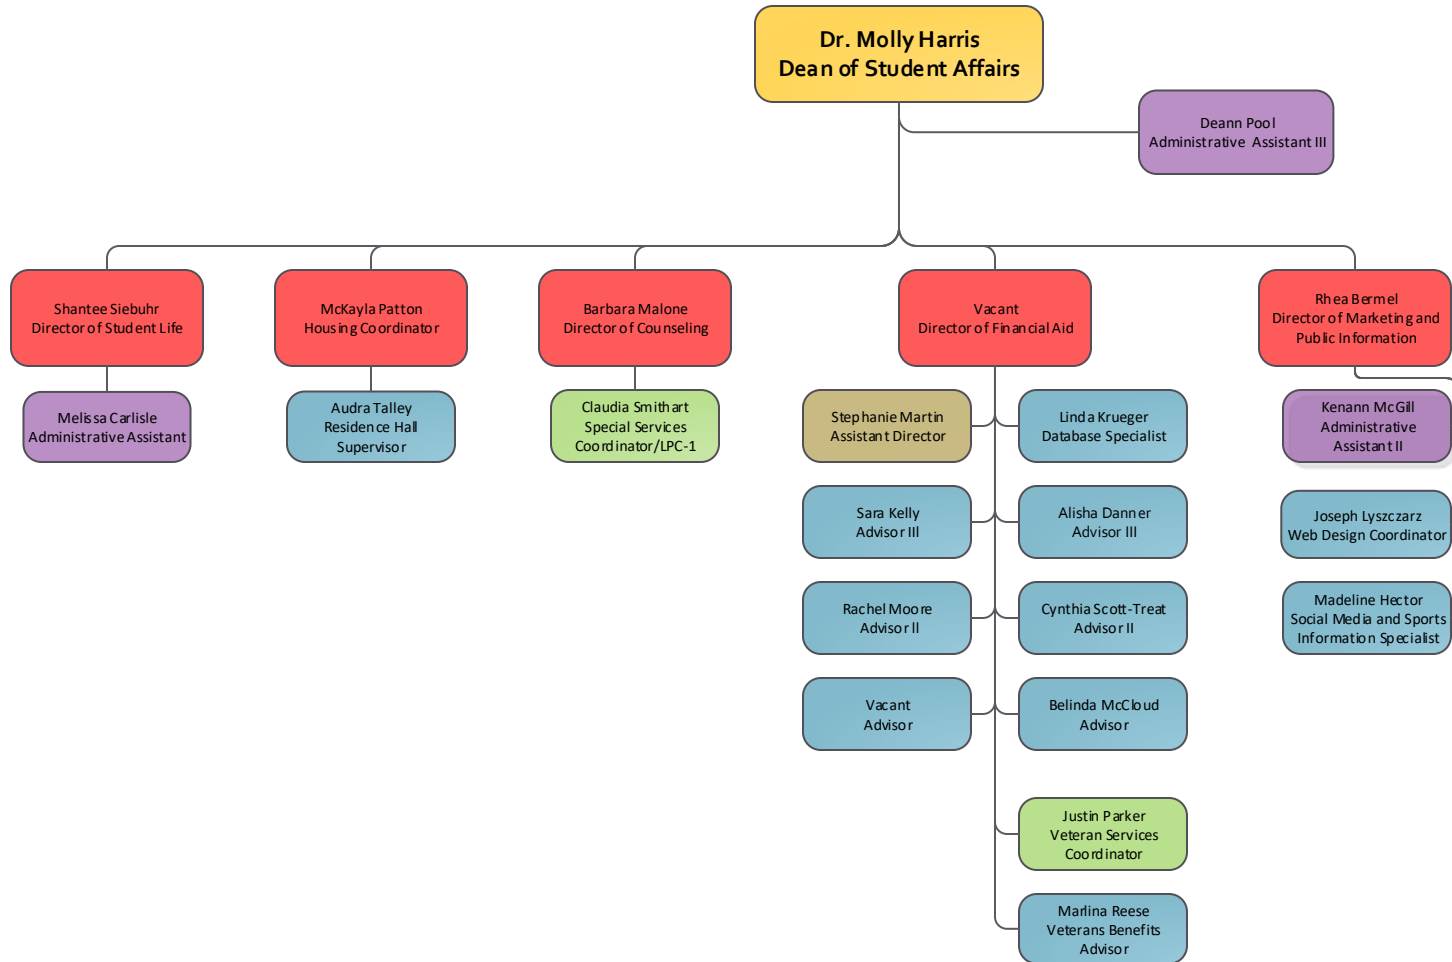 Dr. Molly Harris
Dean of Student Affairs
Deann Pool
Administrative Assistant III
Shantee Siebuhr
Director of Student Life
McKayla Patton
Housing Coordinator
Barbara Malone
Director of Counseling
Vacant
Director of Financial Aid
Rhea Bermel
Director of Marketing and
Public Information
Melissa Carlisle
Administrative Assistant
Audra Talley
Residence Hall
Supervisor
Claudia Smithart
Special Services
Coordinator/LPC-1
Stephanie Martin
Assistant Director
Linda Krueger
Database Specialist
Kenann McGill
Administrative
Assistant II
Sara Kelly
Advisor III
Alisha Danner
Advisor III
Joseph Lyszczarz
Web Design Coordinator
Rachel Moore
Advisor ll
Cynthia Scott-Treat
Advisor II
Madeline Hector
Social Media and Sports
Information Specialist
Vacant
Advisor
Belinda McCloud
Advisor
Justin Parker
Veteran Services
Coordinator
Marlina Reese
Veterans Benefits
Advisor